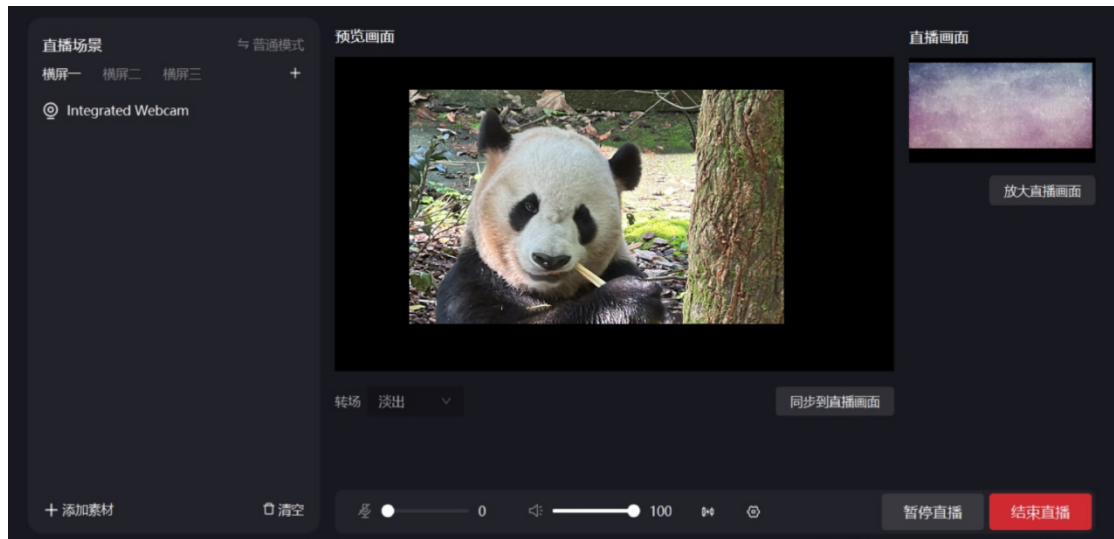 直播场景
普通模式
横屏一 横屏二 横屏三 +
Integrated Webcam
+ 添加素材
清空
预览画面
转场 淡出
同步到直播画面
0
100
暂停直播
结束直播
直播画面
放大直播画面